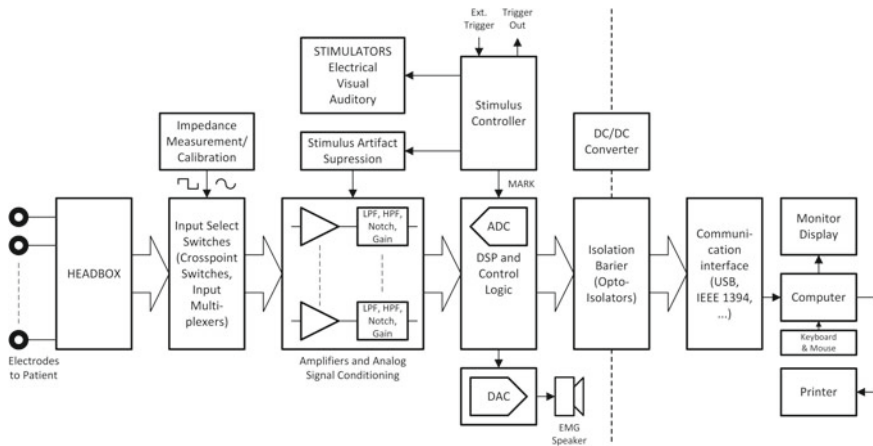 Ext.
Trigger
Trigger
Out
STIMULATORS
Electrical
Visual
Auditory
Stimulus
Controller
Impedance
Measurement/
Calibration
Stimulus Artifact
Supression
DC/DC
Converter
MARK
HEADBOX
Input Select
Switches
(Crosspoint
Switches,
Input
Multi-
plexers)
LPF, HPF,
Notch,
Gain
LPF, HPF,
Notch,
Gain
ADC
DSP and
Control
Logic
Isolation
Barier
(Opto-
Isolators)
Communi-
cation
interface
(USB,
IEEE 1394,
...)
Monitor
Display
Computer
Keyboard
& Mouse
Printer
Electrodes
to Patient
Amplifiers and Analog
Signal Conditioning
DAC
EMG
Speaker